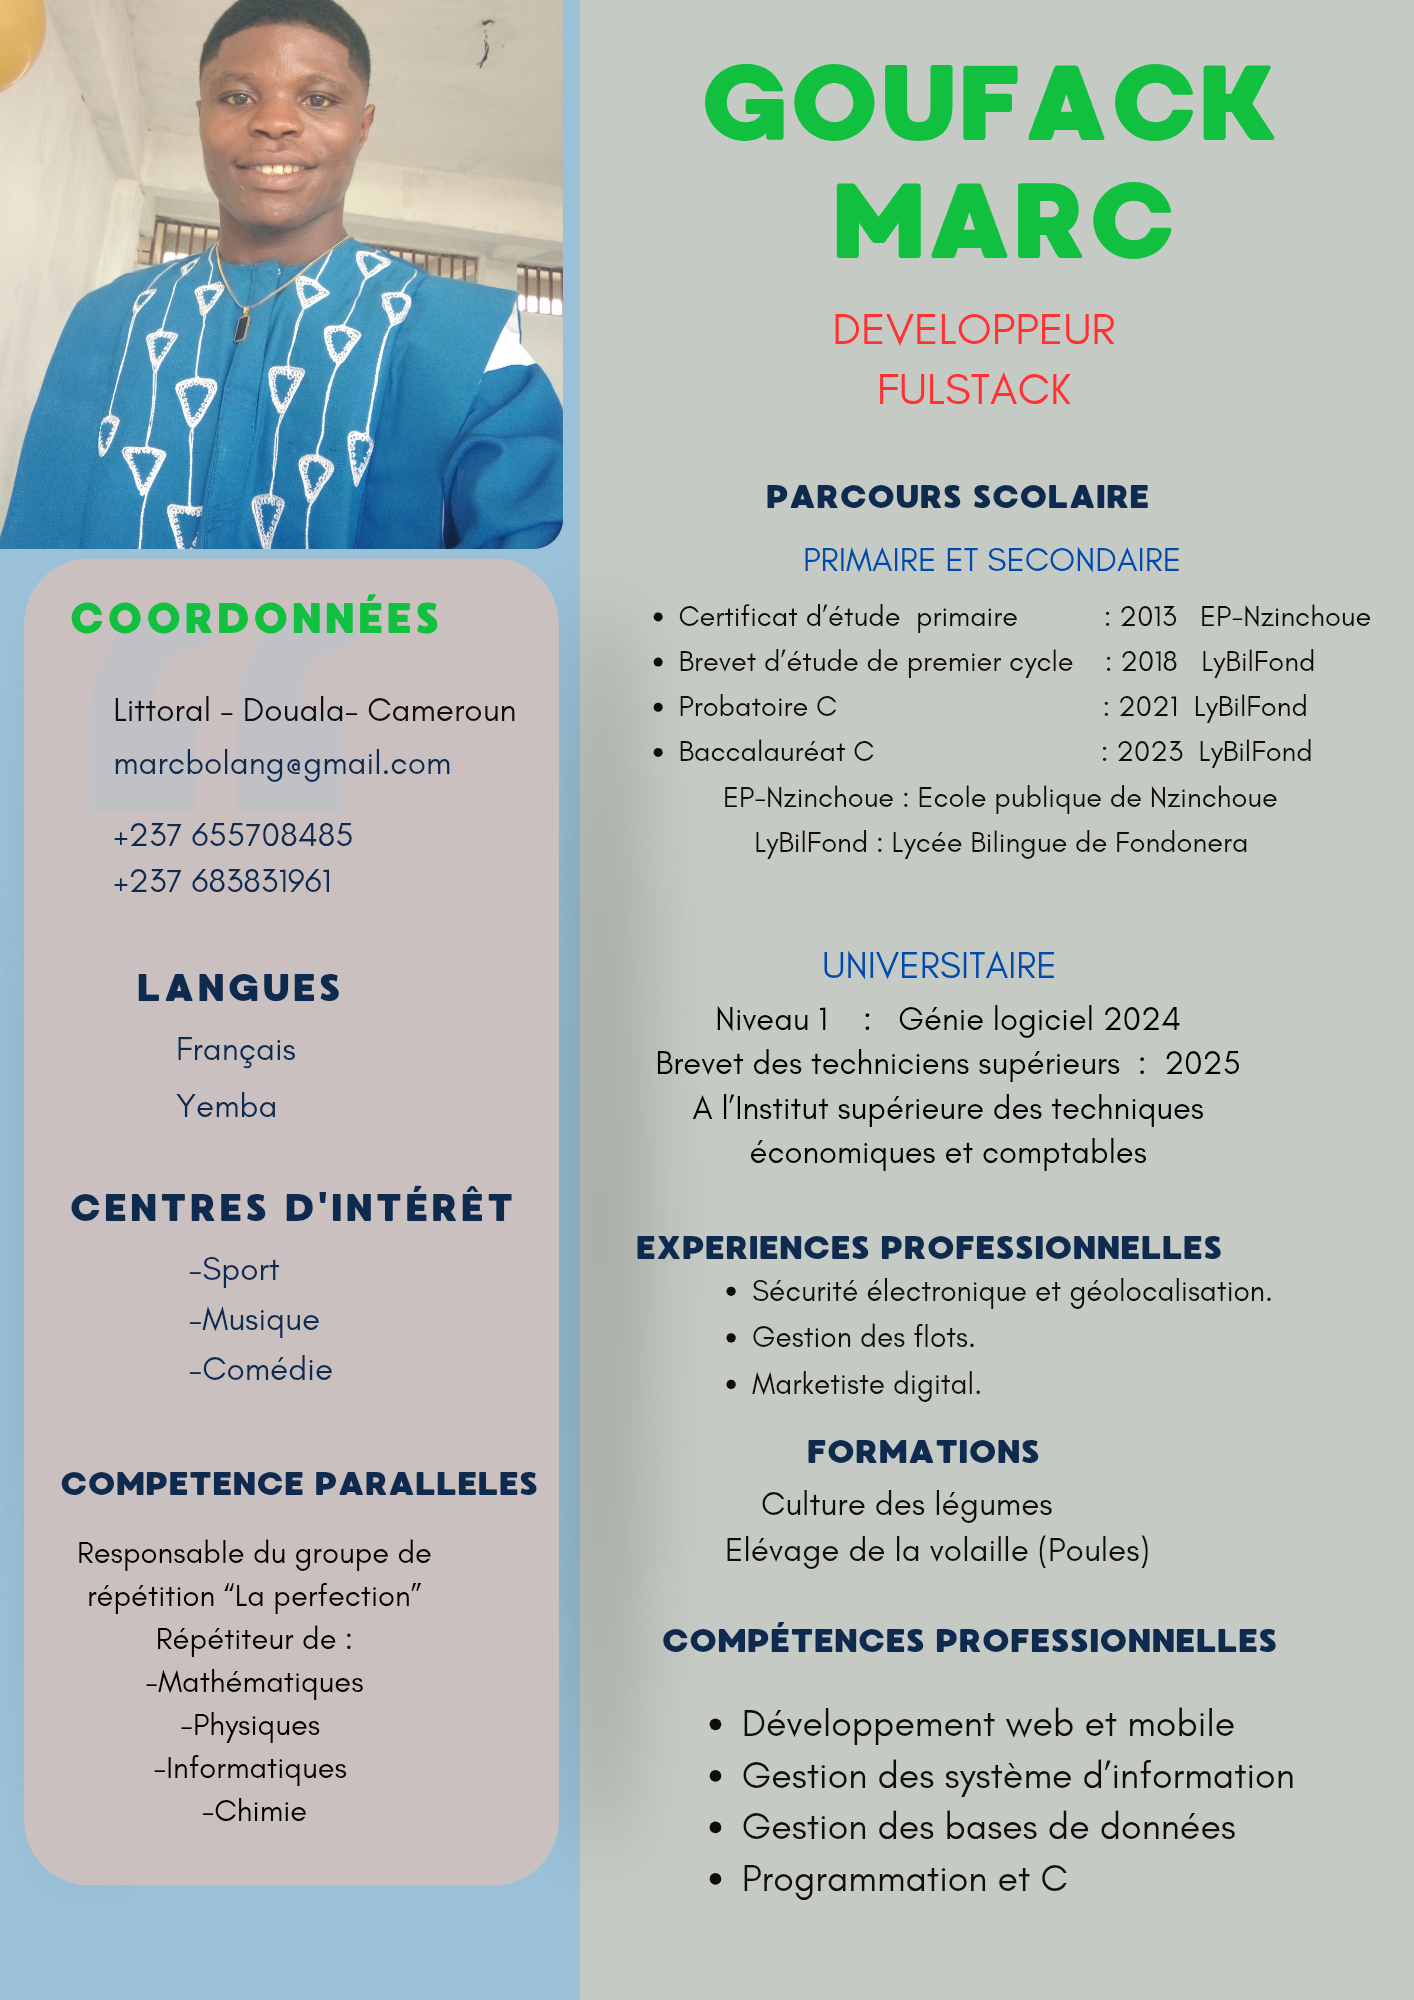 GOUFACK
MARC
DEVELOPPEUR
FULSTACK
COORDONNÉES
Littoral - Douala- Cameroun
marcbolang@gmail.com
+237 655708485
+237 683831961
LANGUES
Français
Yemba
CENTRES D'INTÉRÊT
-Sport
-Musique
-Comédie
COMPETENCE PARALLELES
Responsable du groupe de
répétition “La perfection”
Répétiteur de :
-Mathématiques
-Physiques
-Informatiques
-Chimie
PARCOURS SCOLAIRE
PRIMAIRE ET SECONDAIRE
• Certificat d’étude primaire : 2013 EP-Nzinchoue
• Brevet d’étude de premier cycle : 2018 LyBilFond
• Probatoire C : 2021 LyBilFond
• Baccalauréat C : 2023 LyBilFond
EP-Nzinchoue : Ecole publique de Nzinchoue
LyBilFond : Lycée Bilingue de Fondonera
UNIVERSITAIRE
Niveau 1 : Génie logiciel 2024
Brevet des techniciens supérieurs : 2025
A l’Institut supérieure des techniques
économiques et comptables
EXPERIENCES PROFESSIONNELLES
• Sécurité électronique et géolocalisation.
• Gestion des flots.
• Marketiste digital.
FORMATIONS
Culture des légumes
Elévage de la volaille (Poules)
COMPÉTENCES PROFESSIONNELLES
• Développement web et mobile
• Gestion des système d’information
• Gestion des bases de données
• Programmation et C